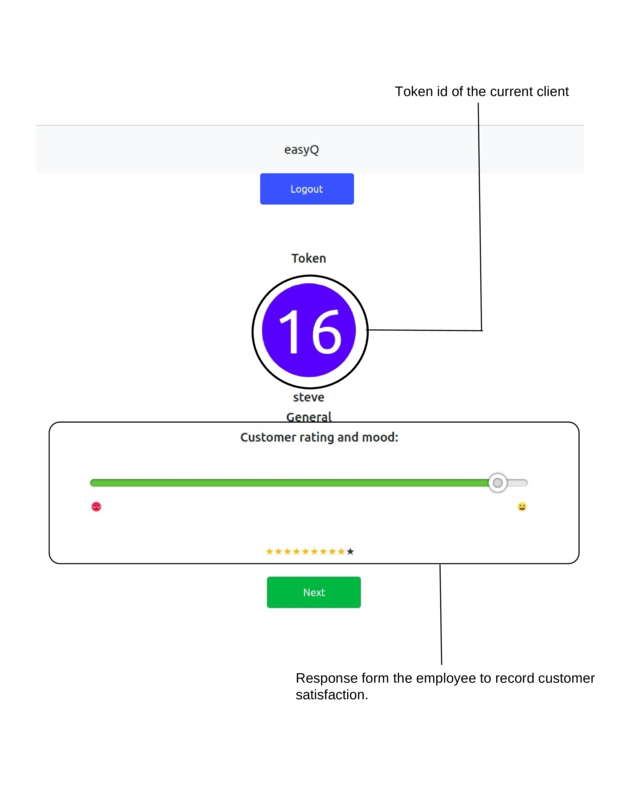 Token id of the current client
easyQ
Logout
Token
16
steve
General
Customer rating and mood:
Next
Response form the employee to record customer
satisfaction.